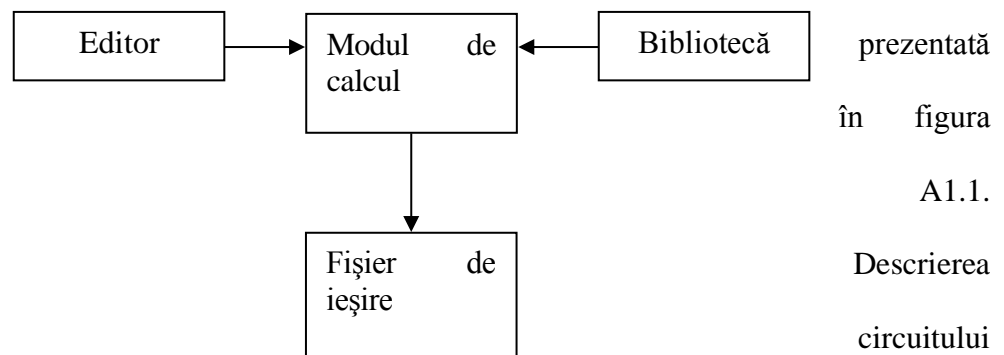 Editor
Modul de
calcul
Bibliotecă
prezentată
în figura
A1.1.
Descrierea
circuitului
Fişier de
ieşire